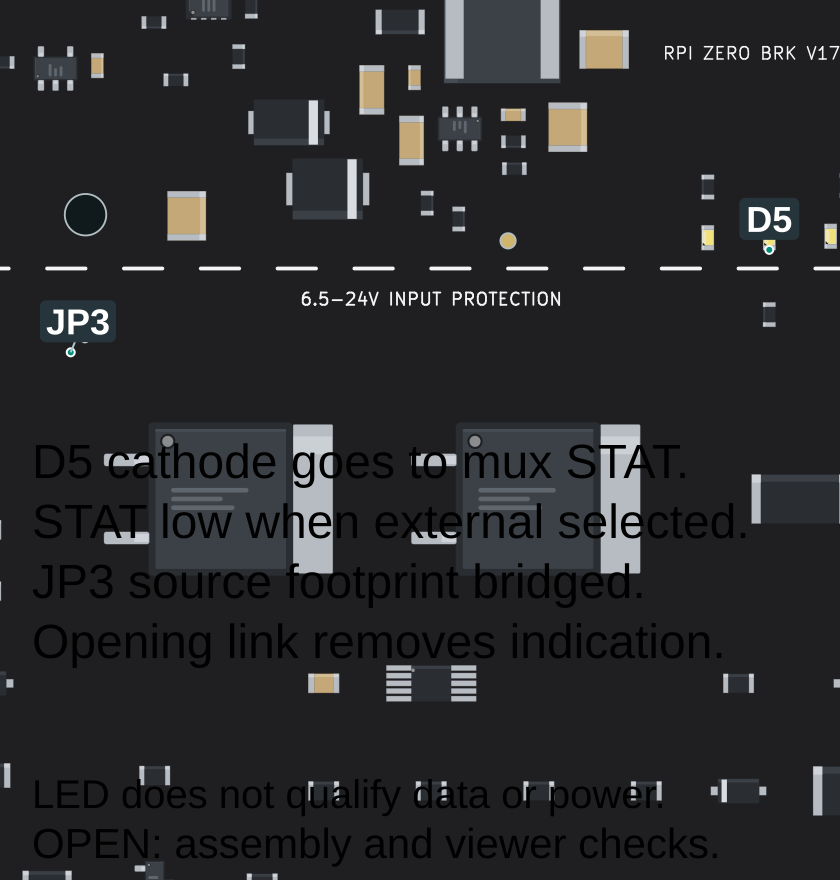 RPI ZERO BRK V17
D5
6.5–24V INPUT PROTECTION
JP3
D5 cathode goes to mux STAT.
STAT low when external selected.
JP3 source footprint bridged.
Opening link removes indication.
LED does not qualify data or power.
OPEN: assembly and viewer checks.